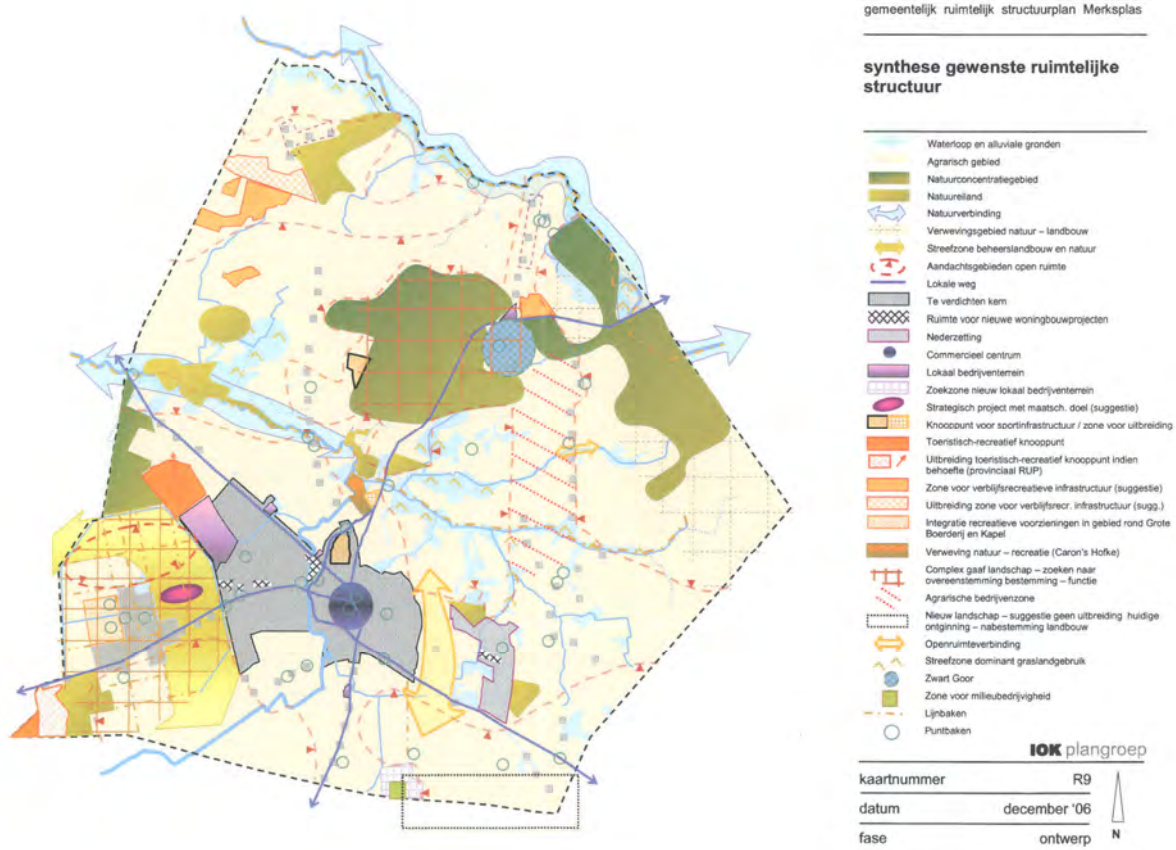 gemeentelijk ruimtelijk structuurplan Merksplas
synthese gewenste ruimtelijke
structuur
Waterloop en alluviale gronden
Agrarisch gebied
Natuurconcentratiegebied
Natuureiland
Natuurverbinding
Verwevingsgebied natuur – landbouw
Streefzone beheerslandbouw en natuur
Aandachtsgebieden open ruimte
Lokale weg
Te verdichten kern
Ruimte voor nieuwe woningbouwprojecten
Nederzetting
Commercieel centrum
Lokaal bedrijventerrein
Zoekzone nieuw lokaal bedrijventerrein
Strategisch project met maatsch. doel (suggestie)
Knooppunt voor sportinfrastructuur / zone voor uitbreiding
Toeristisch-recreatief knooppunt
Uitbreiding toeristisch-recreatief knooppunt indien
behoefte (provinciaal RUP)
Zone voor verblijfsrecreatieve infrastructuur (suggestie)
Uitbreiding zone voor verblijfsrecr. infrastructuur (sugg.)
Integratie recreatieve voorzieningen in gebied rond Grote
Boerderij en Kapel
Verweving natuur – recreatie (Caron's Hofke)
Complex gaaf landschap – zoeken naar
overeenstemming bestemming – functie
Agrarische bedrijvenzone
Nieuw landschap – suggestie geen uitbreiding huidige
ontginning – nabestemming landbouw
Openruimteverbinding
Streefzone dominant graslandgebruik
Zwart Goor
Zone voor milieubedrijvigheid
Lijnbaken
Puntbaken
IOK plangroep
kaartnummer R9
datum december '06
fase ontwerp
N